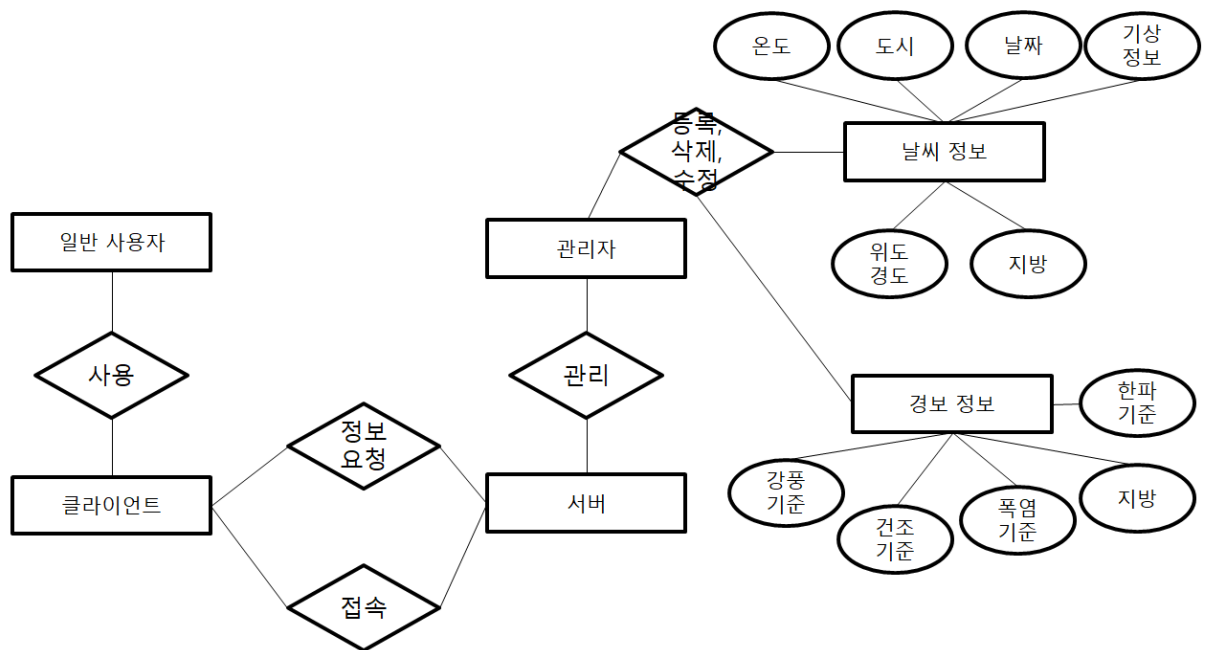 온도
도시
날짜
기상
정보
등록,
삭제,
수정
날씨 정보
일반 사용자
관리자
위도
경도
지방
사용
관리
경보 정보
한파
기준
정보
요청
강풍
기준
건조
기준
폭염
기준
지방
클라이언트
서버
접속